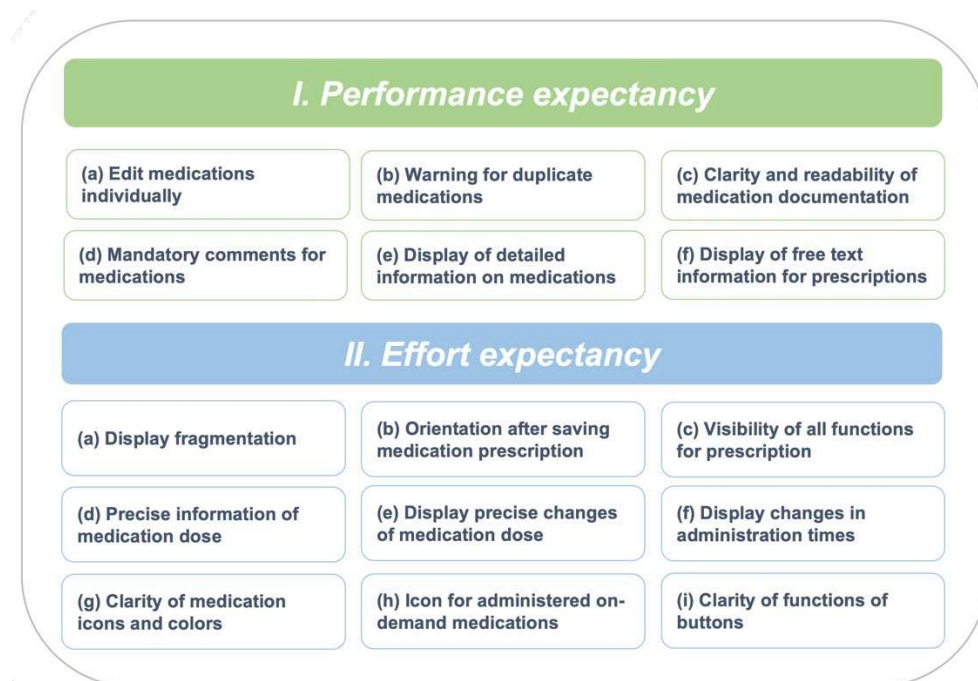 I. Performance expectancy
(a) Edit medications
individually
(b) Warning for duplicate
medications
(c) Clarity and readability of
medication documentation
(d) Mandatory comments for
medications
(e) Display of detailed
information on medications
(f) Display of free text
information for prescriptions
II. Effort expectancy
(a) Display fragmentation
(b) Orientation after saving
medication prescription
(c) Visibility of all functions
for prescription
(d) Precise information of
medication dose
(e) Display precise changes
of medication dose
(f) Display changes in
administration times
(g) Clarity of medication
icons and colors
(h) Icon for administered on-
demand medications
(i) Clarity of functions of
buttons